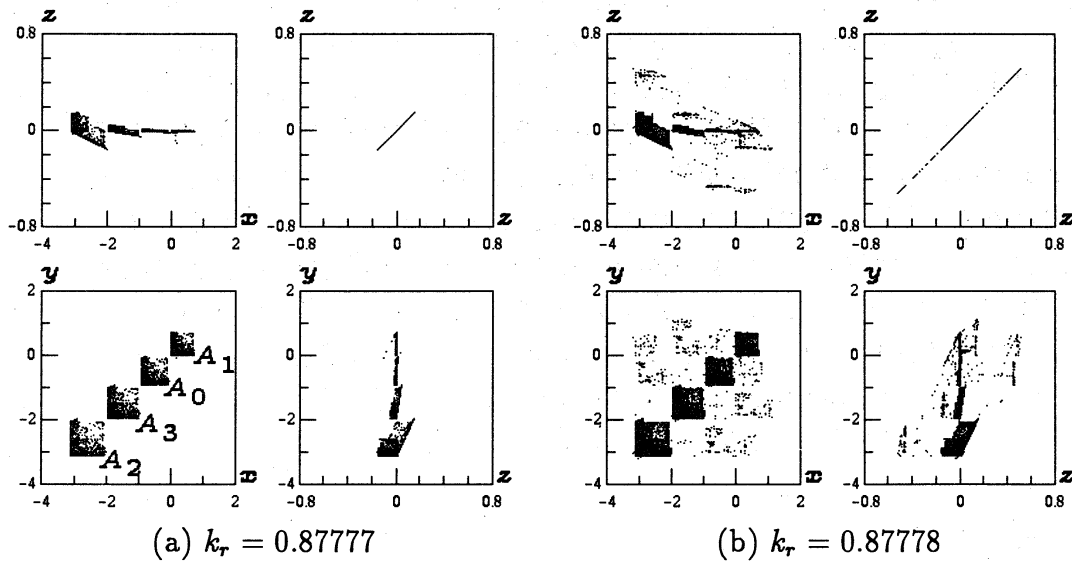 z z z z
0.8 0.8 0.8 0.8
0 0 0 0
-0.8 x -0.8 z -0.8 x -0.8 z
-4 -2 0 2 -0.8 0 0.8 -4 -2 0 2 -0.8 0 0.8
y y y y
2 2 2 2
0 A1 0 0 0
A0
-2 A3 -2 -2 -2
A2
-4 x -4 z -4 x -4 z
-4 -2 0 2 -0.8 0 0.8 -4 -2 0 2 -0.8 0 0.8
(a) kr = 0.87777 (b) kr = 0.87778